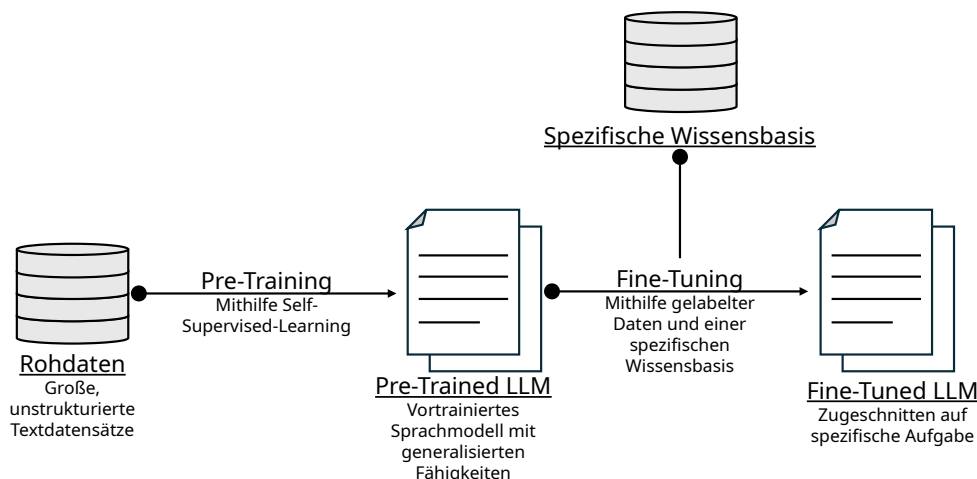 Spezifische Wissensbasis
Pre-Training
Mithilfe Self-
Supervised-Learning
Fine-Tuning
Mithilfe gelabelter
Daten und einer
spezifischen
Wissensbasis
Rohdaten
Große,
unstrukturierte
Textdatensätze
Pre-Trained LLM
Vortrainiertes
Sprachmodell mit
generalisierten
Fähigkeiten
Fine-Tuned LLM
Zugeschnitten auf
spezifische Aufgabe